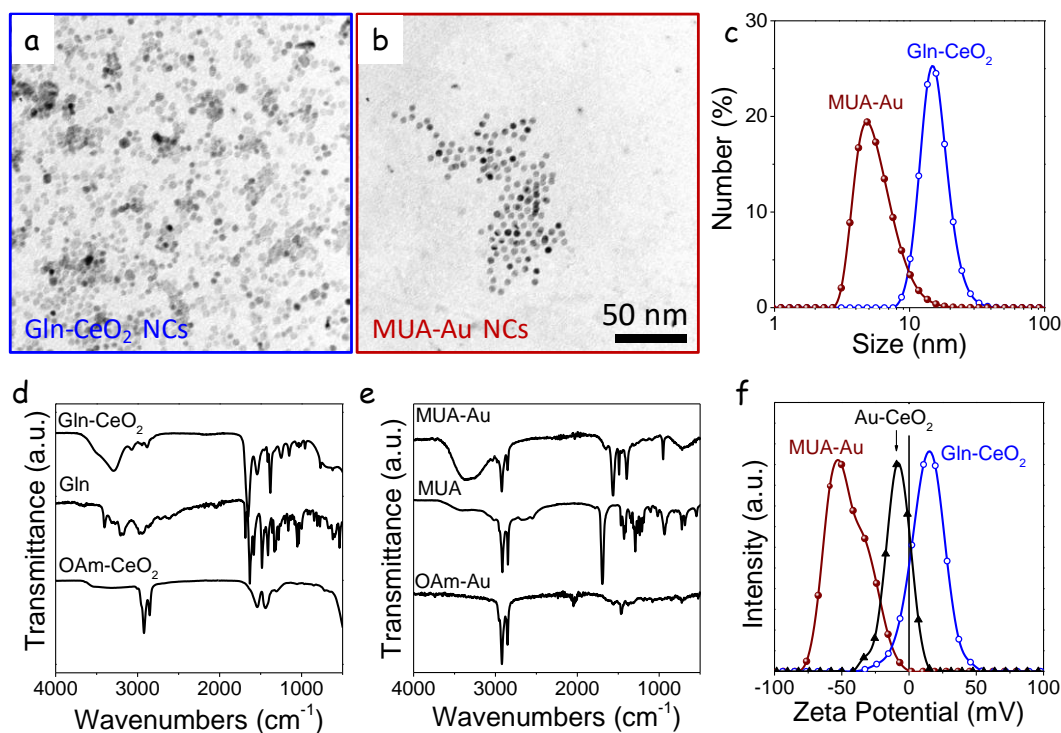 a
Gln-CeO₂ NCs
b
MUA-Au NCs
50 nm
c
Number (%)
30
20
10
0
MUA-Au
Gln-CeO₂
1
10
100
Size (nm)
d
Transmittance (a.u.)
Gln-CeO₂
Gln
OAm-CeO₂
4000
3000
2000
1000
Wavenumbers (cm⁻¹)
e
Transmittance (a.u.)
MUA-Au
MUA
OAm-Au
4000
3000
2000
1000
Wavenumbers (cm⁻¹)
f
Intensity (a.u.)
Au-CeO₂
MUA-Au
Gln-CeO₂
-100
-50
0
50
100
Zeta Potential (mV)